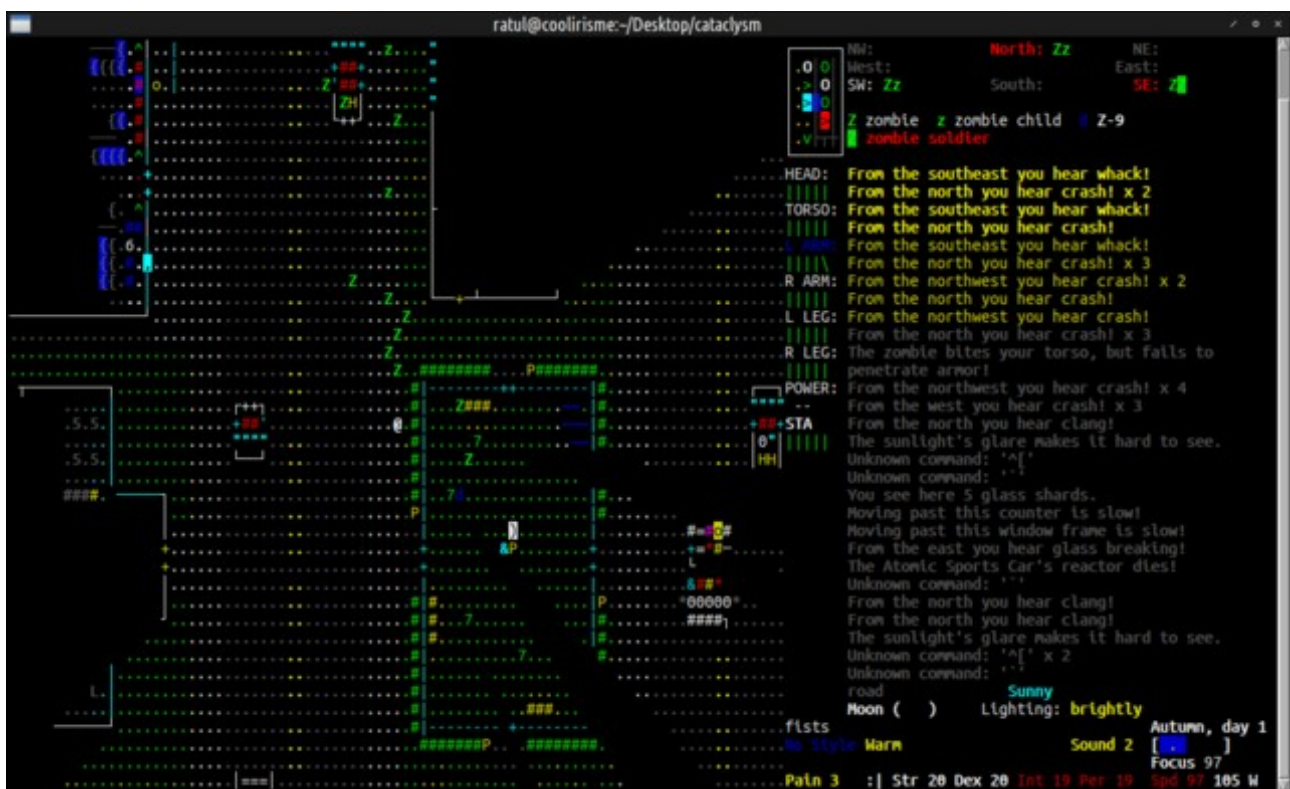 ratul@coolirisme:~/Desktop/cataclysm
NW: North: Zz NE:
West: East:
SW: Zz South: SE: Z
Z zombie z zombie child # Z-9
Z zombie soldier
HEAD: From the southeast you hear whack!
From the north you hear crash! x 2
TORSO: From the southeast you hear whack!
From the north you hear crash!
L ARM: From the southeast you hear whack!
From the north you hear crash! x 3
R ARM: From the northwest you hear crash! x 2
From the north you hear crash!
L LEG: From the northwest you hear crash!
From the north you hear crash! x 3
R LEG: The zombie bites your torso, but fails to
penetrate armor!
POWER: From the northwest you hear crash! x 4
-- From the west you hear crash! x 3
STA From the north you hear clang!
The sunlight's glare makes it hard to see.
Unknown command: '^['
Unknown command: '`'
You see here 5 glass shards.
Moving past this counter is slow!
Moving past this window frame is slow!
From the east you hear glass breaking!
The Atomic Sports Car's reactor dies!
Unknown command: '`'
From the north you hear clang!
From the north you hear clang!
The sunlight's glare makes it hard to see.
Unknown command: '^[' x 2
Unknown command: '`'
road Sunny
Moon ( ) Lighting: brightly
fists Autumn, day 1
No Style Warm Sound 2 [ . ]
Focus 97
Pain 3 :| Str 20 Dex 20 Int 19 Per 19 Spd 97 105 W